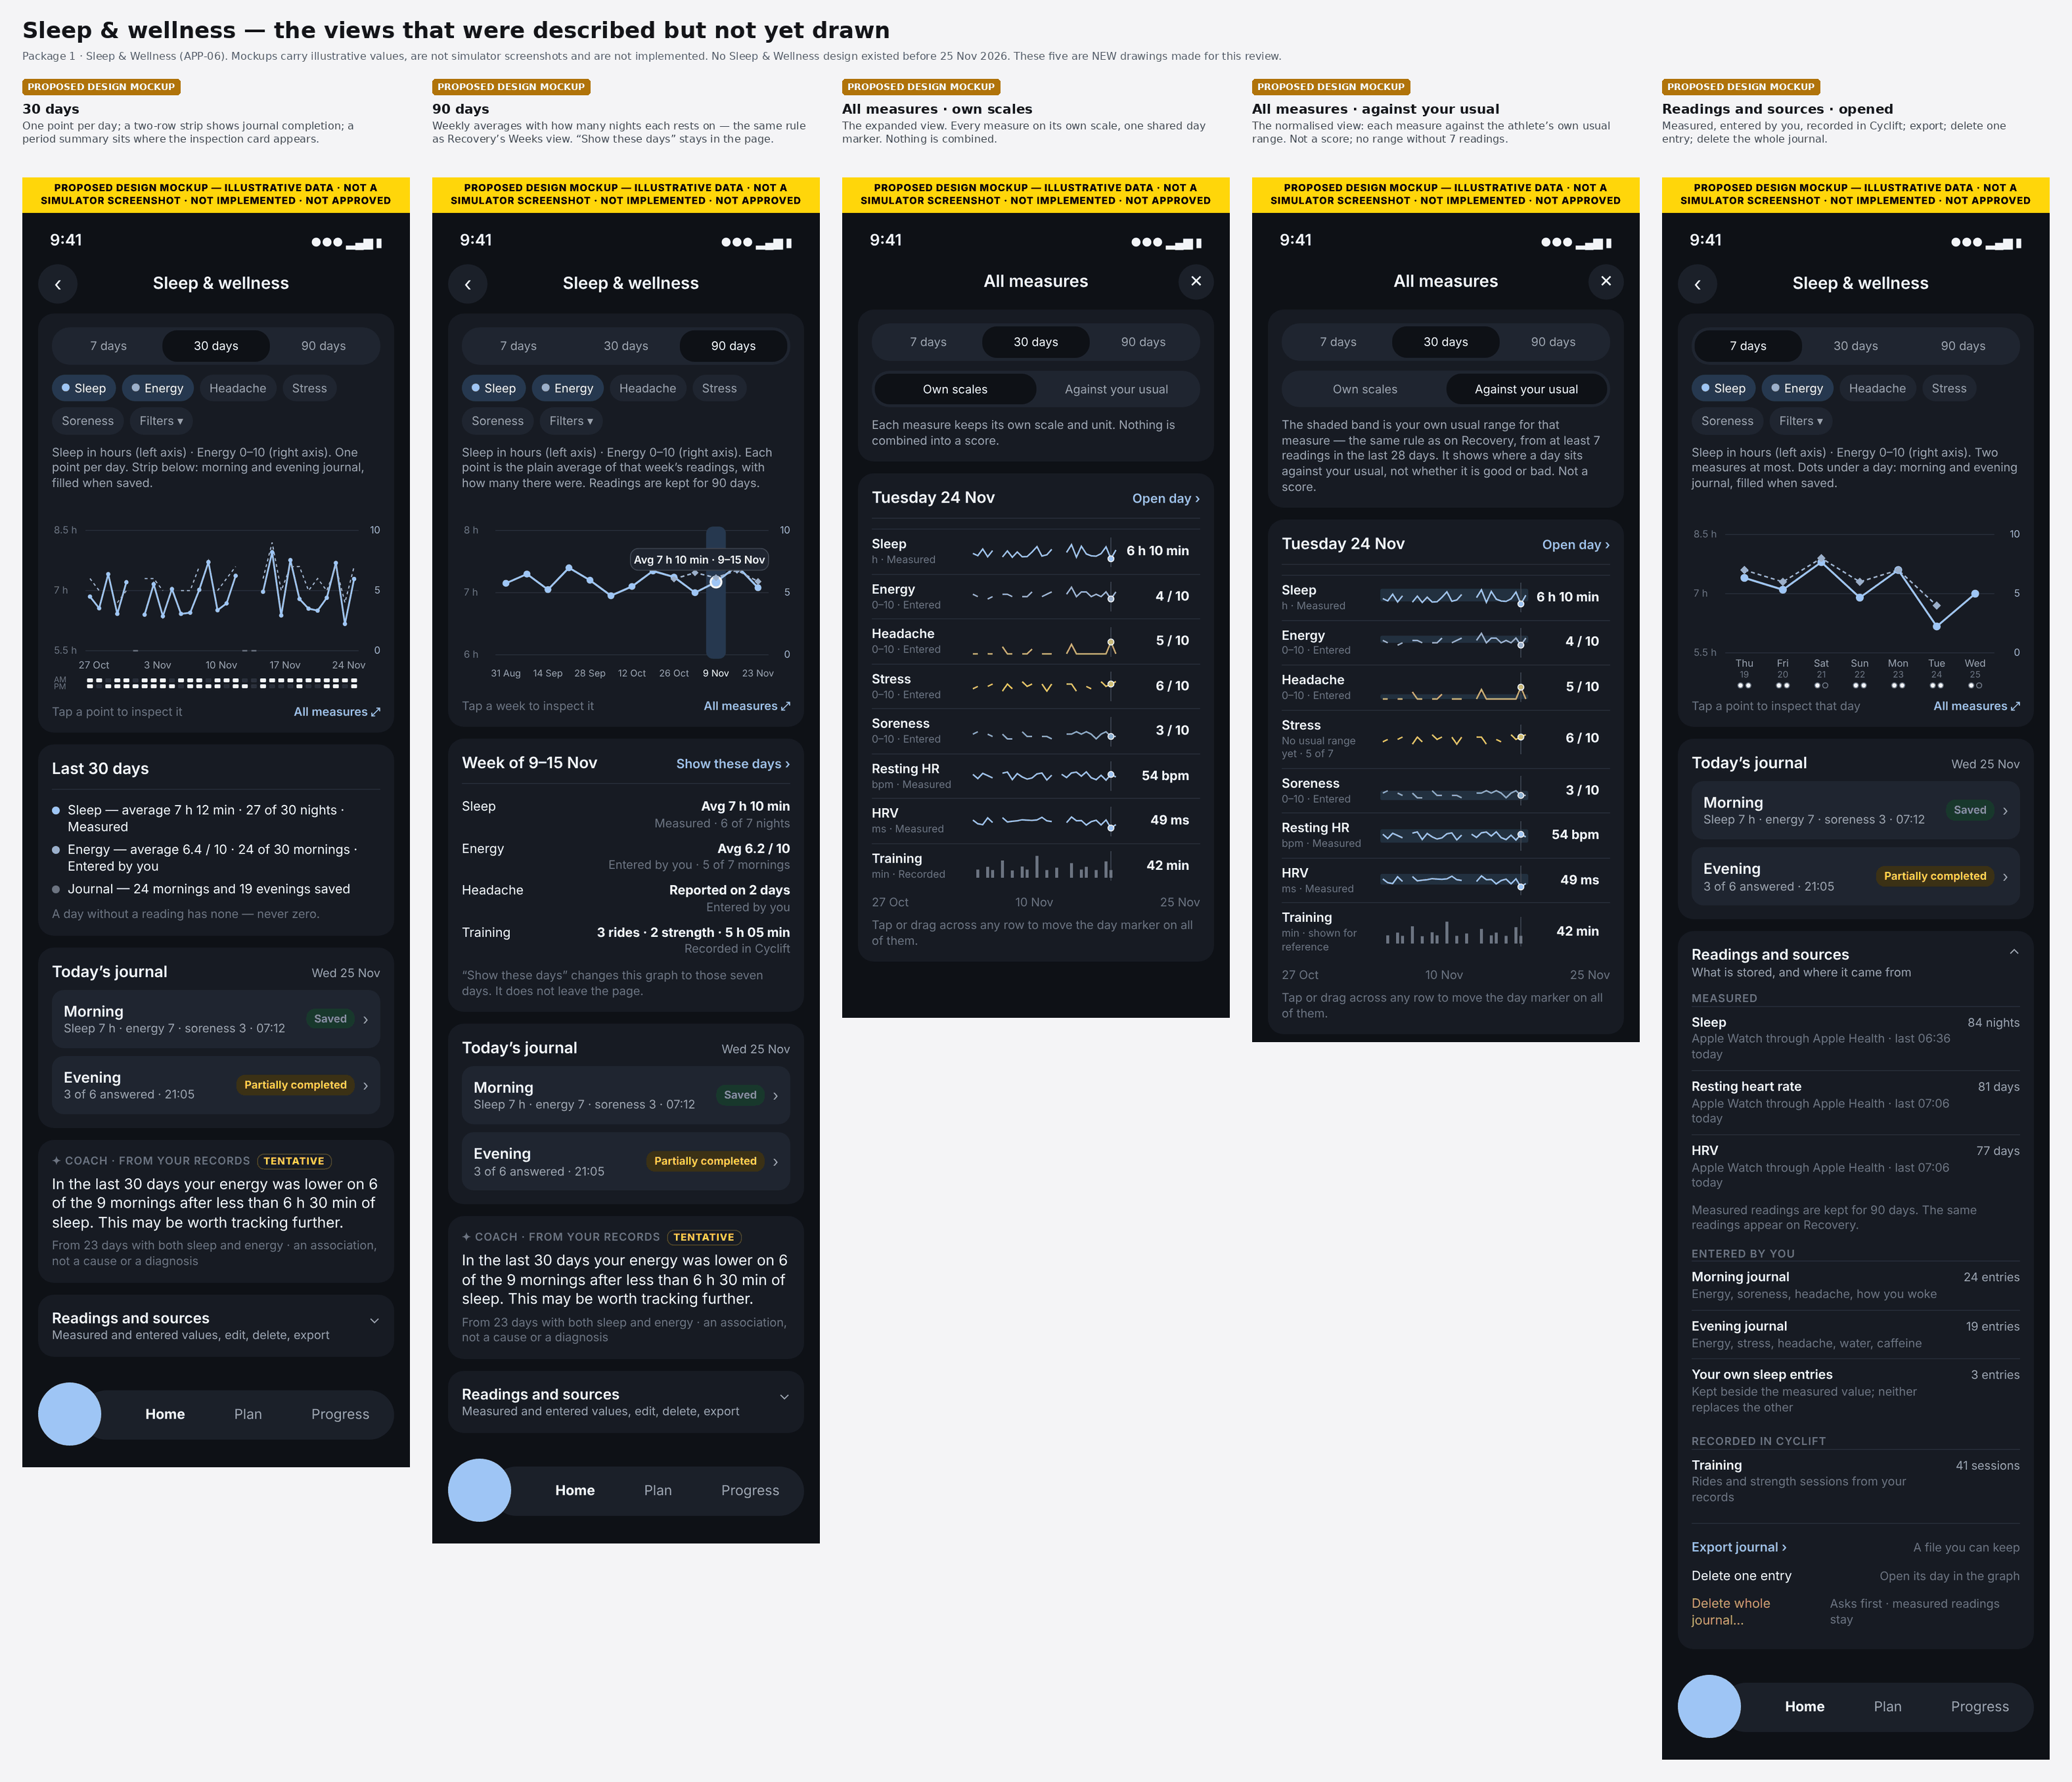 Sleep & wellness — the views that were described but not yet drawn
Package 1 · Sleep & Wellness (APP-06). Mockups carry illustrative values, are not simulator screenshots and are not implemented. No Sleep & Wellness design existed before 25 Nov 2026. These five are NEW drawings made for this review.
PROPOSED DESIGN MOCKUP
30 days
One point per day; a two-row strip shows journal completion; a
period summary sits where the inspection card appears.
PROPOSED DESIGN MOCKUP — ILLUSTRATIVE DATA · NOT A
SIMULATOR SCREENSHOT · NOT IMPLEMENTED · NOT APPROVED
9:41
‹
Sleep & wellness
7 days
30 days
90 days
Sleep
Energy
Headache
Stress
Soreness
Filters ▾
Sleep in hours (left axis) · Energy 0–10 (right axis). One
point per day. Strip below: morning and evening journal,
filled when saved.
8.5 h
10
7 h
5
5.5 h
0
27 Oct
3 Nov
10 Nov
17 Nov
24 Nov
AM
PM
Tap a point to inspect it
All measures ⤢
Last 30 days
Sleep — average 7 h 12 min · 27 of 30 nights ·
Measured
Energy — average 6.4 / 10 · 24 of 30 mornings ·
Entered by you
Journal — 24 mornings and 19 evenings saved
A day without a reading has none — never zero.
Today’s journal
Wed 25 Nov
Morning
Sleep 7 h · energy 7 · soreness 3 · 07:12
Saved
›
Evening
3 of 6 answered · 21:05
Partially completed
›
✦ COACH · FROM YOUR RECORDS
TENTATIVE
In the last 30 days your energy was lower on 6
of the 9 mornings after less than 6 h 30 min of
sleep. This may be worth tracking further.
From 23 days with both sleep and energy · an association,
not a cause or a diagnosis
Readings and sources
Measured and entered values, edit, delete, export
Home
Plan
Progress
PROPOSED DESIGN MOCKUP
90 days
Weekly averages with how many nights each rests on — the same rule
as Recovery’s Weeks view. “Show these days” stays in the page.
PROPOSED DESIGN MOCKUP — ILLUSTRATIVE DATA · NOT A
SIMULATOR SCREENSHOT · NOT IMPLEMENTED · NOT APPROVED
9:41
‹
Sleep & wellness
7 days
30 days
90 days
Sleep
Energy
Headache
Stress
Soreness
Filters ▾
Sleep in hours (left axis) · Energy 0–10 (right axis). Each
point is the plain average of that week’s readings, with
how many there were. Readings are kept for 90 days.
8 h
10
Avg 7 h 10 min · 9–15 Nov
7 h
5
6 h
0
31 Aug
14 Sep
28 Sep
12 Oct
26 Oct
9 Nov
23 Nov
Tap a week to inspect it
All measures ⤢
Week of 9–15 Nov
Show these days ›
Sleep
Avg 7 h 10 min
Measured · 6 of 7 nights
Energy
Avg 6.2 / 10
Entered by you · 5 of 7 mornings
Headache
Reported on 2 days
Entered by you
Training
3 rides · 2 strength · 5 h 05 min
Recorded in Cyclift
“Show these days” changes this graph to those seven
days. It does not leave the page.
Today’s journal
Wed 25 Nov
Morning
Sleep 7 h · energy 7 · soreness 3 · 07:12
Saved
›
Evening
3 of 6 answered · 21:05
Partially completed
›
✦ COACH · FROM YOUR RECORDS
TENTATIVE
In the last 30 days your energy was lower on 6
of the 9 mornings after less than 6 h 30 min of
sleep. This may be worth tracking further.
From 23 days with both sleep and energy · an association,
not a cause or a diagnosis
Readings and sources
Measured and entered values, edit, delete, export
Home
Plan
Progress
PROPOSED DESIGN MOCKUP
All measures · own scales
The expanded view. Every measure on its own scale, one shared day
marker. Nothing is combined.
PROPOSED DESIGN MOCKUP — ILLUSTRATIVE DATA · NOT A
SIMULATOR SCREENSHOT · NOT IMPLEMENTED · NOT APPROVED
9:41
All measures
✕
7 days
30 days
90 days
Own scales
Against your usual
Each measure keeps its own scale and unit. Nothing is
combined into a score.
Tuesday 24 Nov
Open day ›
Sleep
h · Measured
6 h 10 min
Energy
0–10 · Entered
4 / 10
Headache
0–10 · Entered
5 / 10
Stress
0–10 · Entered
6 / 10
Soreness
0–10 · Entered
3 / 10
Resting HR
bpm · Measured
54 bpm
HRV
ms · Measured
49 ms
Training
min · Recorded
42 min
27 Oct
10 Nov
25 Nov
Tap or drag across any row to move the day marker on all
of them.
PROPOSED DESIGN MOCKUP
All measures · against your usual
The normalised view: each measure against the athlete’s own usual
range. Not a score; no range without 7 readings.
PROPOSED DESIGN MOCKUP — ILLUSTRATIVE DATA · NOT A
SIMULATOR SCREENSHOT · NOT IMPLEMENTED · NOT APPROVED
9:41
All measures
✕
7 days
30 days
90 days
Own scales
Against your usual
The shaded band is your own usual range for that
measure — the same rule as on Recovery, from at least 7
readings in the last 28 days. It shows where a day sits
against your usual, not whether it is good or bad. Not a
score.
Tuesday 24 Nov
Open day ›
Sleep
h · Measured
6 h 10 min
Energy
0–10 · Entered
4 / 10
Headache
0–10 · Entered
5 / 10
Stress
No usual range
yet · 5 of 7
6 / 10
Soreness
0–10 · Entered
3 / 10
Resting HR
bpm · Measured
54 bpm
HRV
ms · Measured
49 ms
Training
min · shown for
reference
42 min
27 Oct
10 Nov
25 Nov
Tap or drag across any row to move the day marker on all
of them.
PROPOSED DESIGN MOCKUP
Readings and sources · opened
Measured, entered by you, recorded in Cyclift; export; delete one
entry; delete the whole journal.
PROPOSED DESIGN MOCKUP — ILLUSTRATIVE DATA · NOT A
SIMULATOR SCREENSHOT · NOT IMPLEMENTED · NOT APPROVED
9:41
‹
Sleep & wellness
7 days
30 days
90 days
Sleep
Energy
Headache
Stress
Soreness
Filters ▾
Sleep in hours (left axis) · Energy 0–10 (right axis). Two
measures at most. Dots under a day: morning and evening
journal, filled when saved.
8.5 h
10
7 h
5
5.5 h
0
Thu
Fri
Sat
Sun
Mon
Tue
Wed
19
20
21
22
23
24
25
Tap a point to inspect that day
All measures ⤢
Today’s journal
Wed 25 Nov
Morning
Sleep 7 h · energy 7 · soreness 3 · 07:12
Saved
›
Evening
3 of 6 answered · 21:05
Partially completed
›
Readings and sources
What is stored, and where it came from
MEASURED
Sleep
84 nights
Apple Watch through Apple Health · last 06:36
today
Resting heart rate
81 days
Apple Watch through Apple Health · last 07:06
today
HRV
77 days
Apple Watch through Apple Health · last 07:06
today
Measured readings are kept for 90 days. The same
readings appear on Recovery.
ENTERED BY YOU
Morning journal
24 entries
Energy, soreness, headache, how you woke
Evening journal
19 entries
Energy, stress, headache, water, caffeine
Your own sleep entries
3 entries
Kept beside the measured value; neither
replaces the other
RECORDED IN CYCLIFT
Training
41 sessions
Rides and strength sessions from your
records
Export journal ›
A file you can keep
Delete one entry
Open its day in the graph
Delete whole
journal…
Asks first · measured readings
stay
Home
Plan
Progress